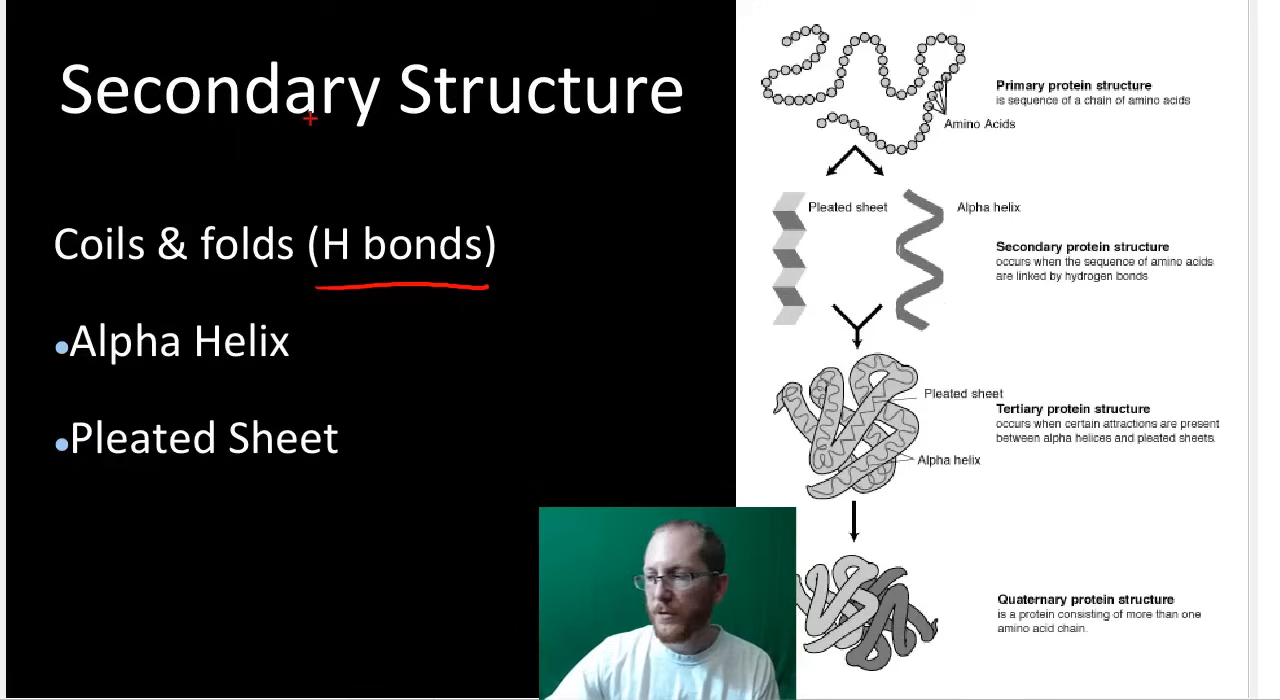 Secondary Structure
Coils & folds (H bonds)
•Alpha Helix
•Pleated Sheet
Primary protein structure
is sequence of a chain of amino acids
Amino Acids
Pleated sheet
Alpha helix
Secondary protein structure
occurs when the sequence of amino acids
are linked by hydrogen bonds
Pleated sheet
Tertiary protein structure
occurs when certain attractions are present
between alpha helices and pleated sheets.
Alpha helix
Quaternary protein structure
is a protein consisting of more than one
amino acid chain.